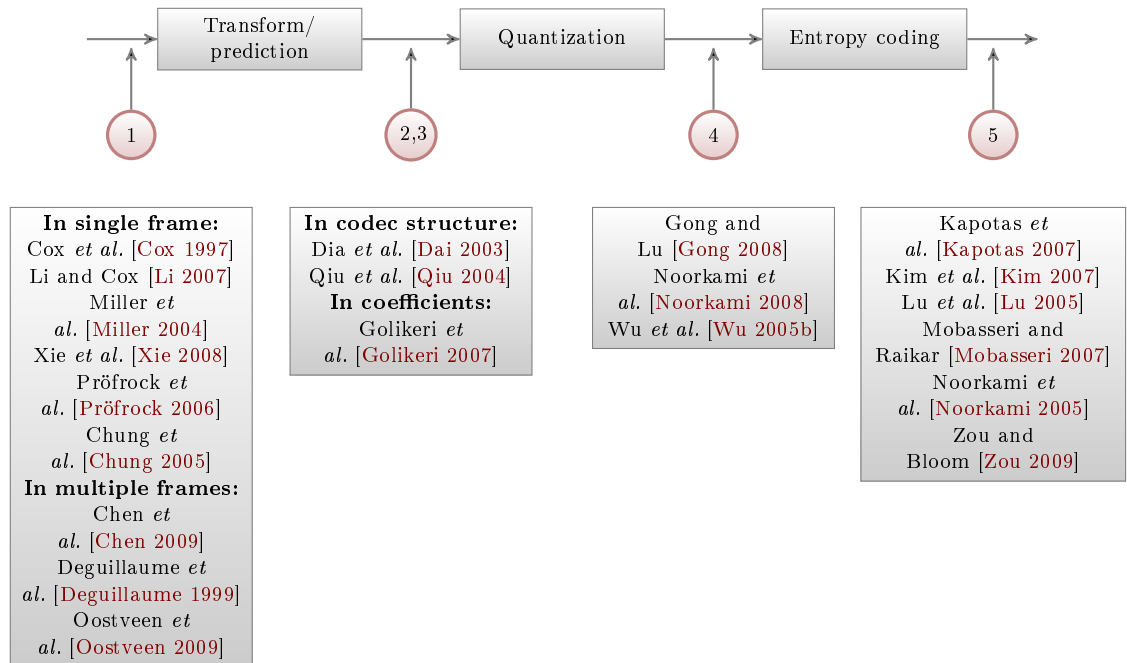 Transform/
prediction
Quantization
Entropy coding
1
2,3
4
5
In single frame:
Cox et al. [Cox 1997]
Li and Cox [Li 2007]
Miller et
al. [Miller 2004]
Xie et al. [Xie 2008]
Pröfrock et
al. [Pröfrock 2006]
Chung et
al. [Chung 2005]
In multiple frames:
Chen et
al. [Chen 2009]
Deguillaume et
al. [Deguillaume 1999]
Oostveen et
al. [Oostveen 2009]
In codec structure:
Dia et al. [Dai 2003]
Qiu et al. [Qiu 2004]
In coefficients:
Golikeri et
al. [Golikeri 2007]
Gong and
Lu [Gong 2008]
Noorkami et
al. [Noorkami 2008]
Wu et al. [Wu 2005b]
Kapotas et
al. [Kapotas 2007]
Kim et al. [Kim 2007]
Lu et al. [Lu 2005]
Mobasseri and
Raikar [Mobasseri 2007]
Noorkami et
al. [Noorkami 2005]
Zou and
Bloom [Zou 2009]